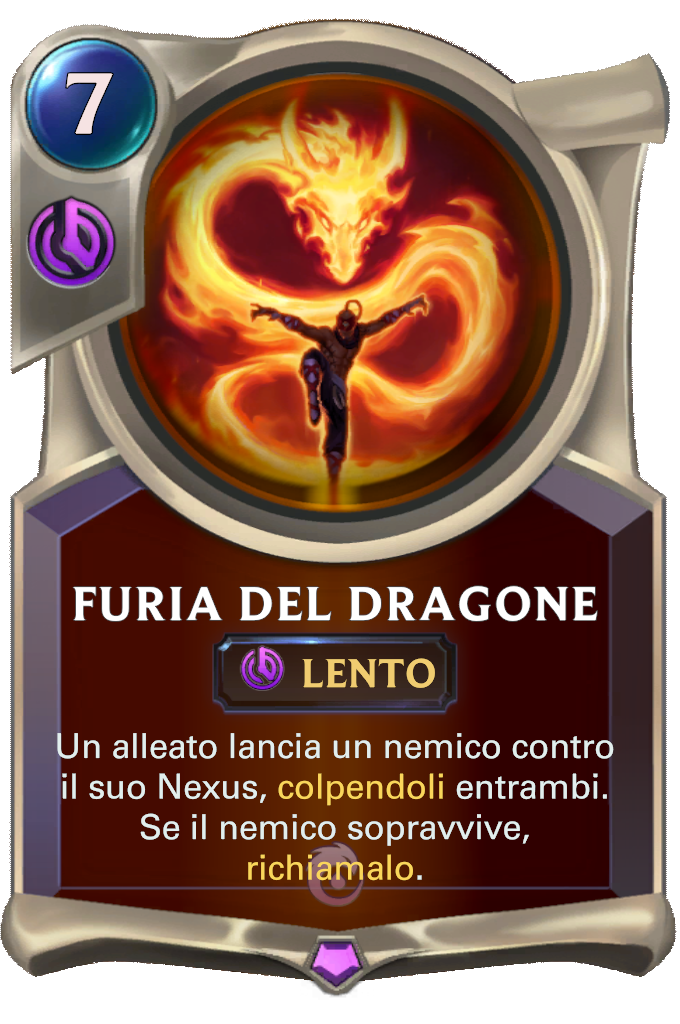 7
FURIA DEL DRAGONE
LENTO
Un alleato lancia un nemico contro
il suo Nexus, colpendoli entrambi.
Se il nemico sopravvive,
richiamalo.